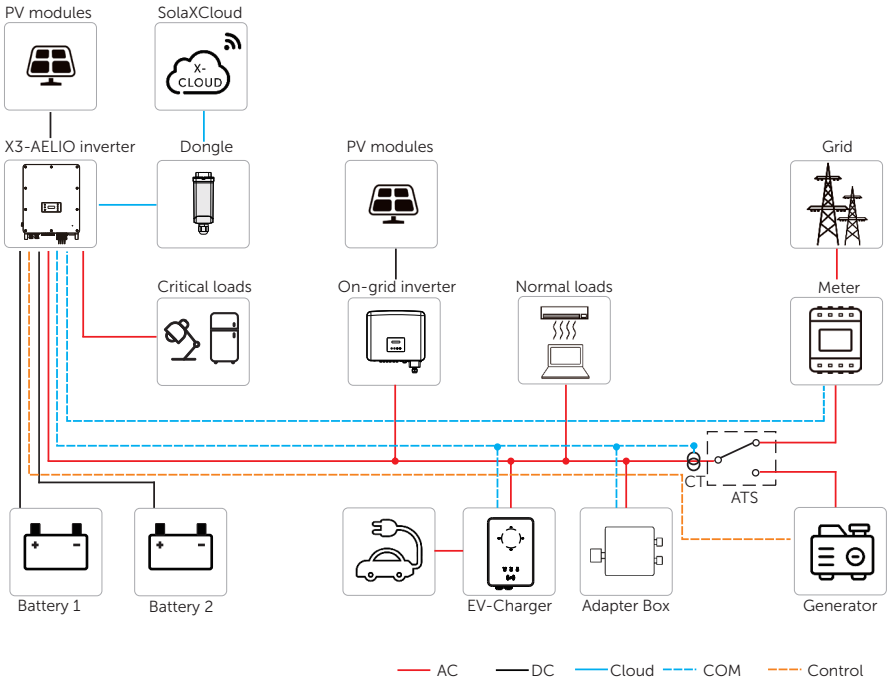 PV modules
SolaXCloud
X-
CLOUD
X3-AELIO inverter
Dongle
PV modules
Grid
Critical loads
On-grid inverter
Normal loads
Meter
CT
ATS
Battery 1
Battery 2
EV-Charger
Adapter Box
Generator
AC
DC
Cloud
COM
Control